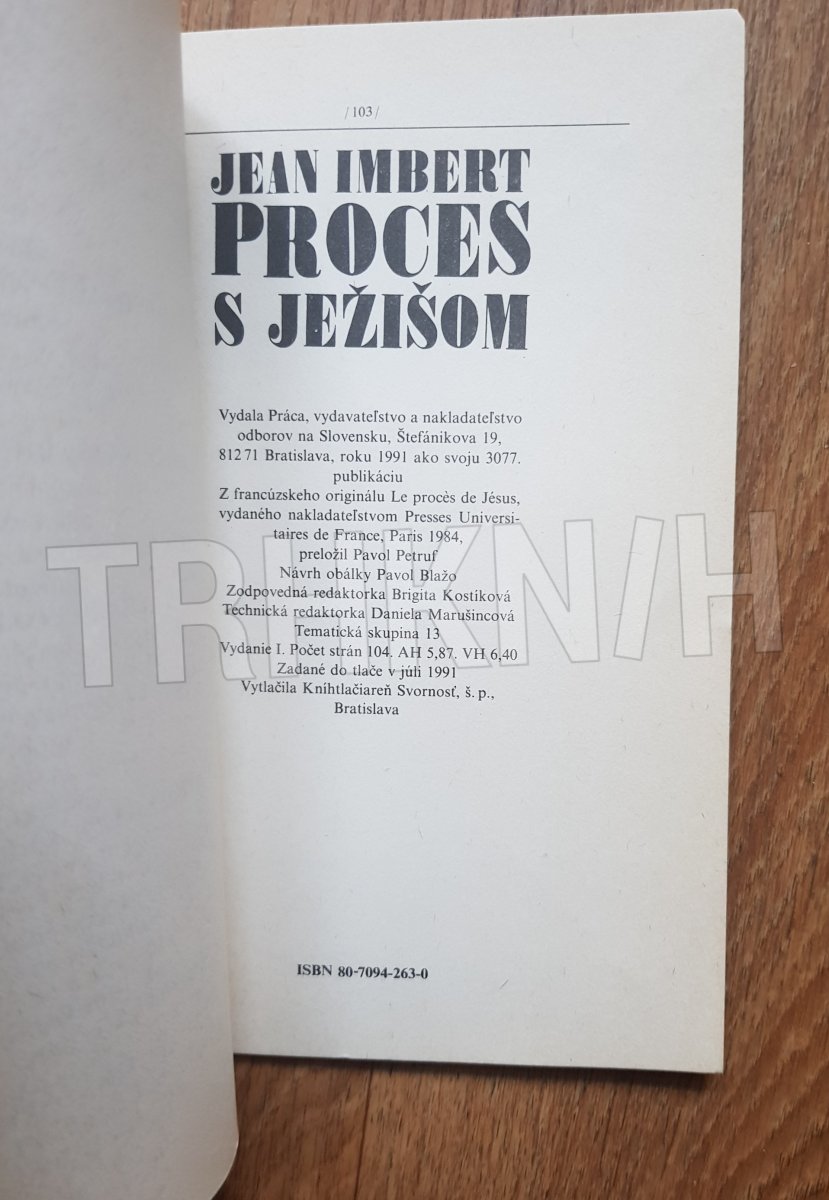 /103/
JEAN IMBERT
PROCES
S JEŽIŠOM
Vydala Práca, vydavateľstvo a nakladateľstvo
odborov na Slovensku, Štefánikova 19,
812 71 Bratislava, roku 1991 ako svoju 3077.
publikáciu
Z francúzskeho originálu Le procès de Jésus,
vydaného nakladateľstvom Presses Universi-
taires de France, Paris 1984,
preložil Pavol Petruf
Návrh obálky Pavol Blažo
Zodpovedná redaktorka Brigita Kostíková
Technická redaktorka Daniela Marušincová
Tematická skupina 13
Vydanie I. Počet strán 104. AH 5,87. VH 6,40
Zadané do tlače v júli 1991
Vytlačila Kníhtlačiareň Svornosť, š. p.,
Bratislava
ISBN 80-7094-263-0
TRHKNIH